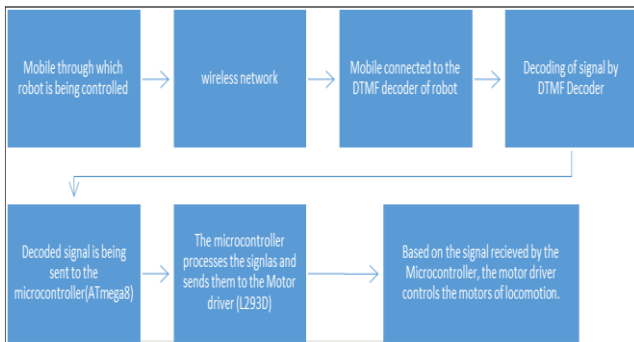 Mobile through which
robot is being controlled
wireless network
Mobile connected to the
DTMF decoder of robot
Decoding of signal by
DTMF Decoder
Decoded signal is being
sent to the
microcontroller(ATmega8)
The microcontroller
processes the signlas and
sends them to the Motor
driver (L293D)
Based on the signal recieved by the
Microcontroller, the motor driver
controls the motors of locomotion.